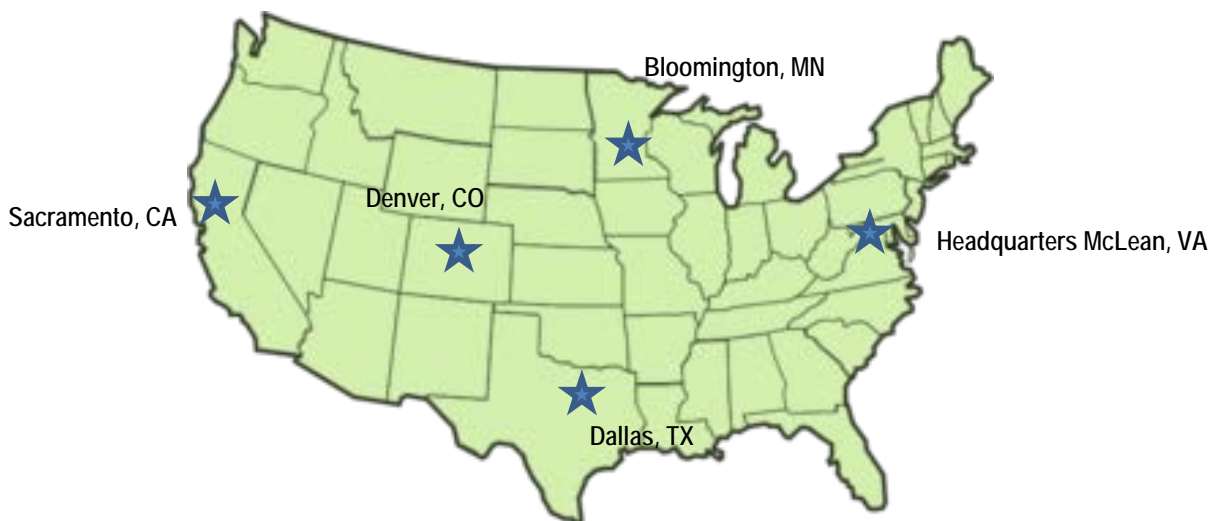 Bloomington, MN
Denver, CO
Sacramento, CA
Headquarters McLean, VA
Dallas, TX